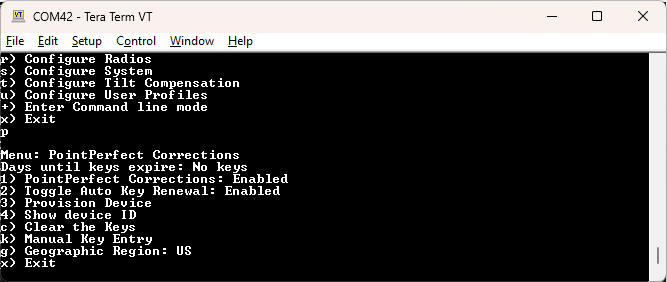 COM42 - Tera Term VT
File Edit Setup Control Window Help
r) Configure Radios
s) Configure System
t) Configure Tilt Compensation
u) Configure User Profiles
+) Enter Command line mode
x) Exit
p
Menu: PointPerfect Corrections
Days until keys expire: No keys
1) PointPerfect Corrections: Enabled
2) Toggle Auto Key Renewal: Enabled
3) Provision Device
4) Show device ID
c) Clear the Keys
k) Manual Key Entry
g) Geographic Region: US
x) Exit